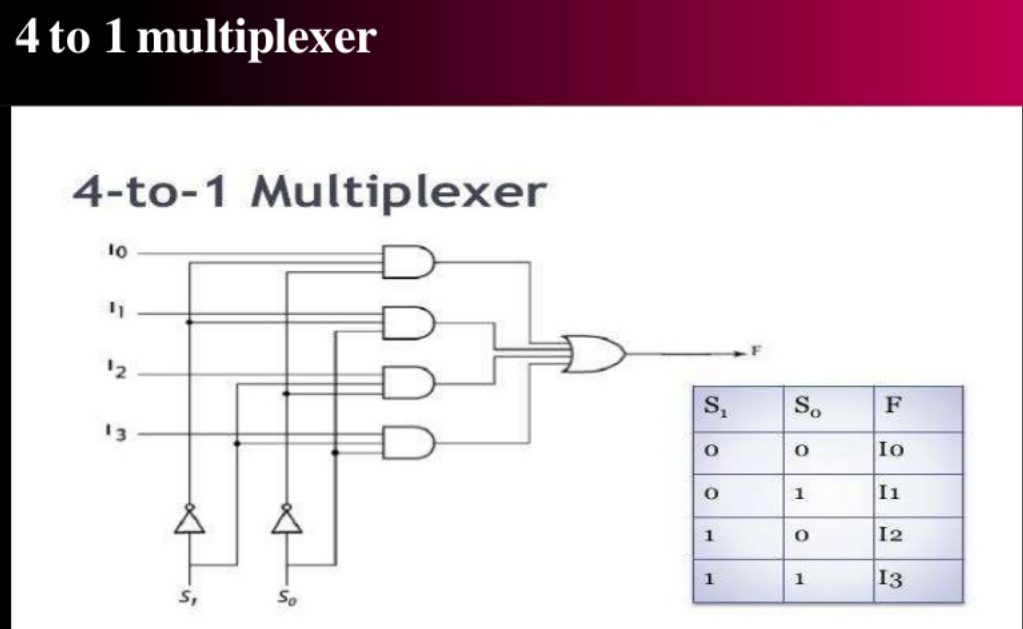 4 to 1 multiplexer
4-to-1 Multiplexer
I0
I1
I2
I3
F
S₁ S₀ F
0 0 I0
0 1 I1
1 0 I2
1 1 I3
S₁ S₀